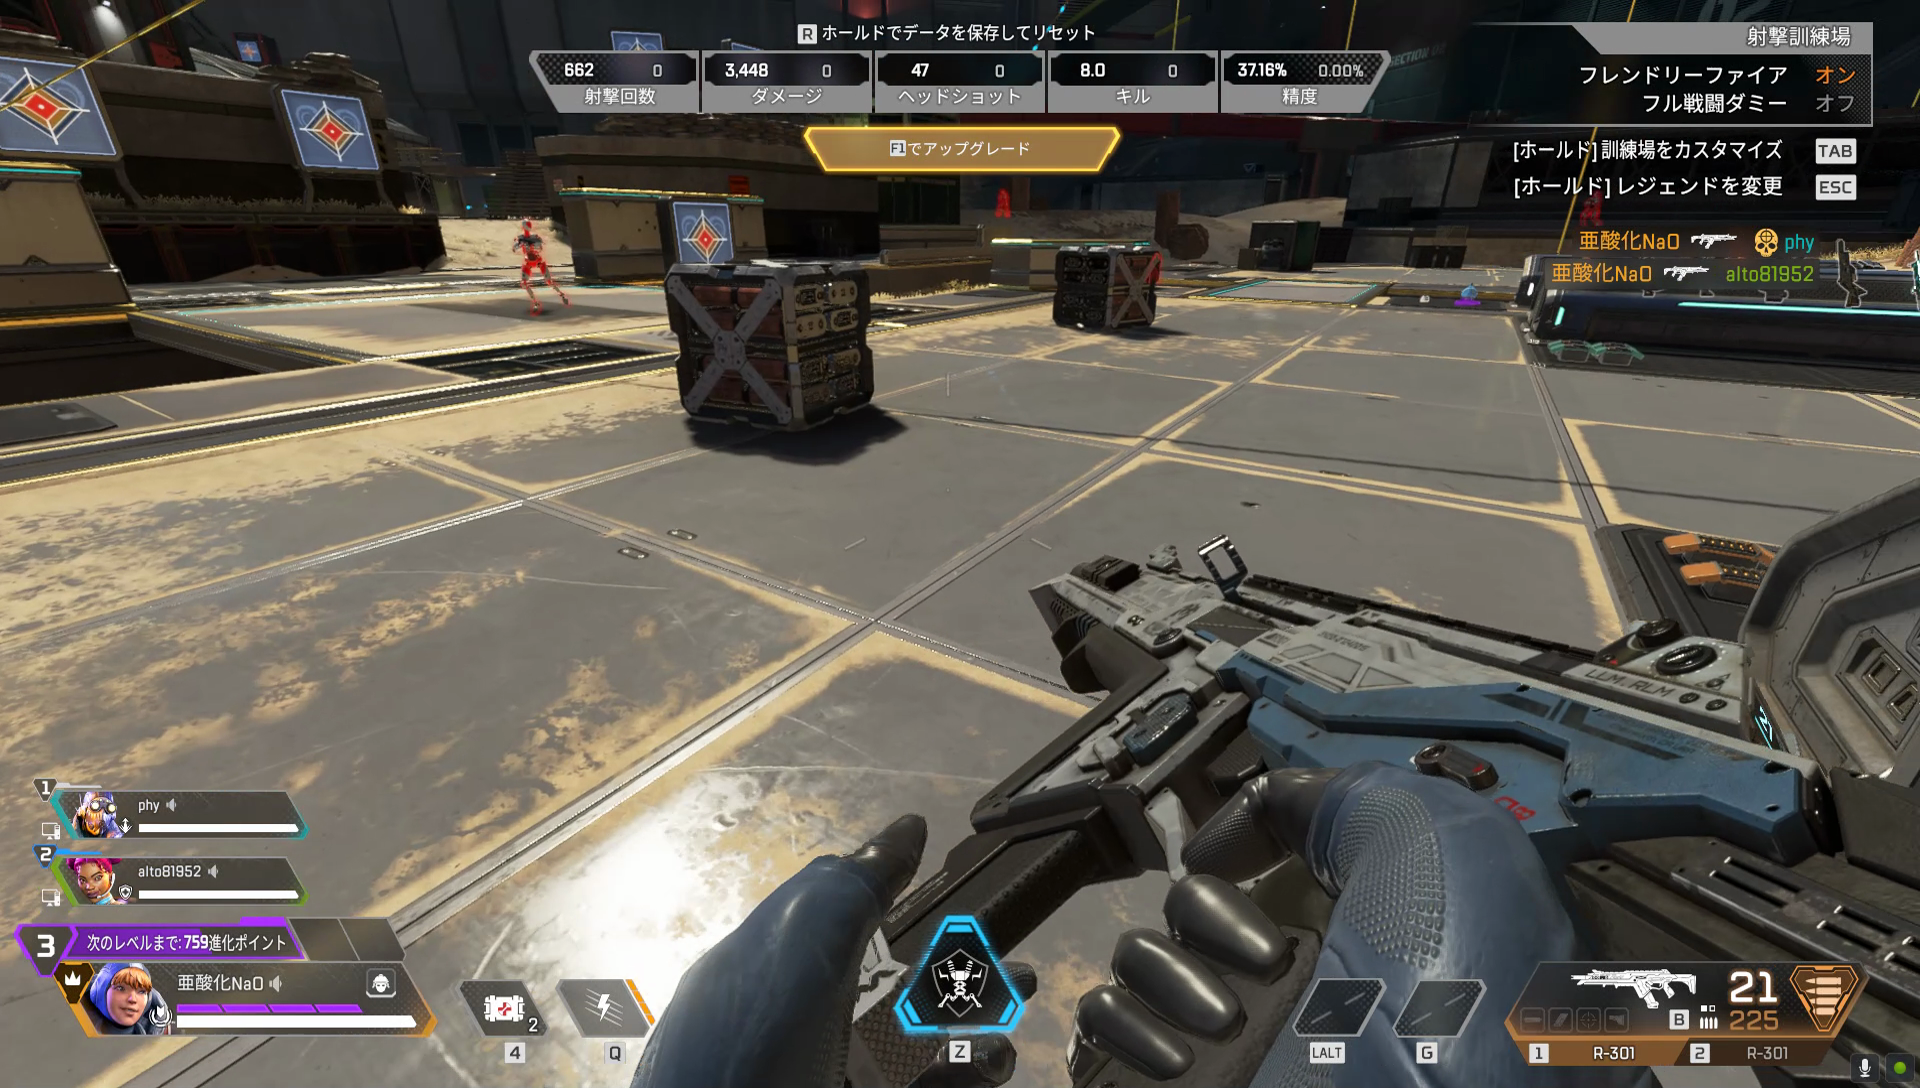 R ホールドでデータを保存してリセット
662 0
射撃回数
3,448 0
ダメージ
47 0
ヘッドショット
8.0 0
キル
37.16% 0.00%
精度
F1でアップグレード
射撃訓練場
フレンドリーファイア オン
フル戦闘ダミー オフ
[ホールド]訓練場をカスタマイズ TAB
[ホールド]レジェンドを変更 ESC
亜酸化NaO phy
亜酸化NaO alto81952
1
phy
2
alto81952
3 次のレベルまで:759進化ポイント
亜酸化NaO
2
4
Q
Z
LALT
G
21
B 225
1 R-301
2 R-301